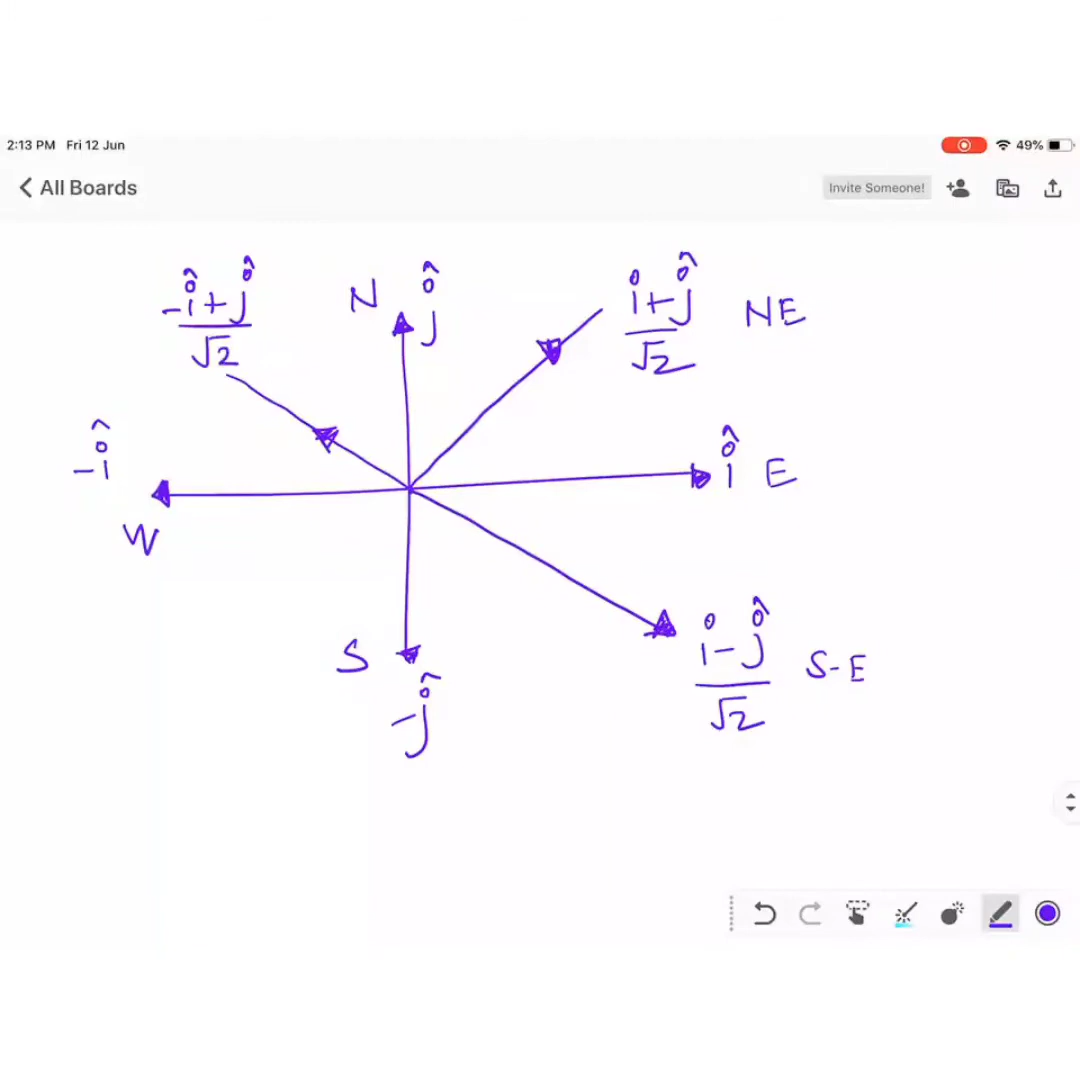 2:13 PM Fri 12 Jun
49%
All Boards
Invite Someone!
-î+ĵ
√2
N ĵ
i+ĵ
√2
NE
-î
W
î E
S
-ĵ
i-ĵ
√2
S-E